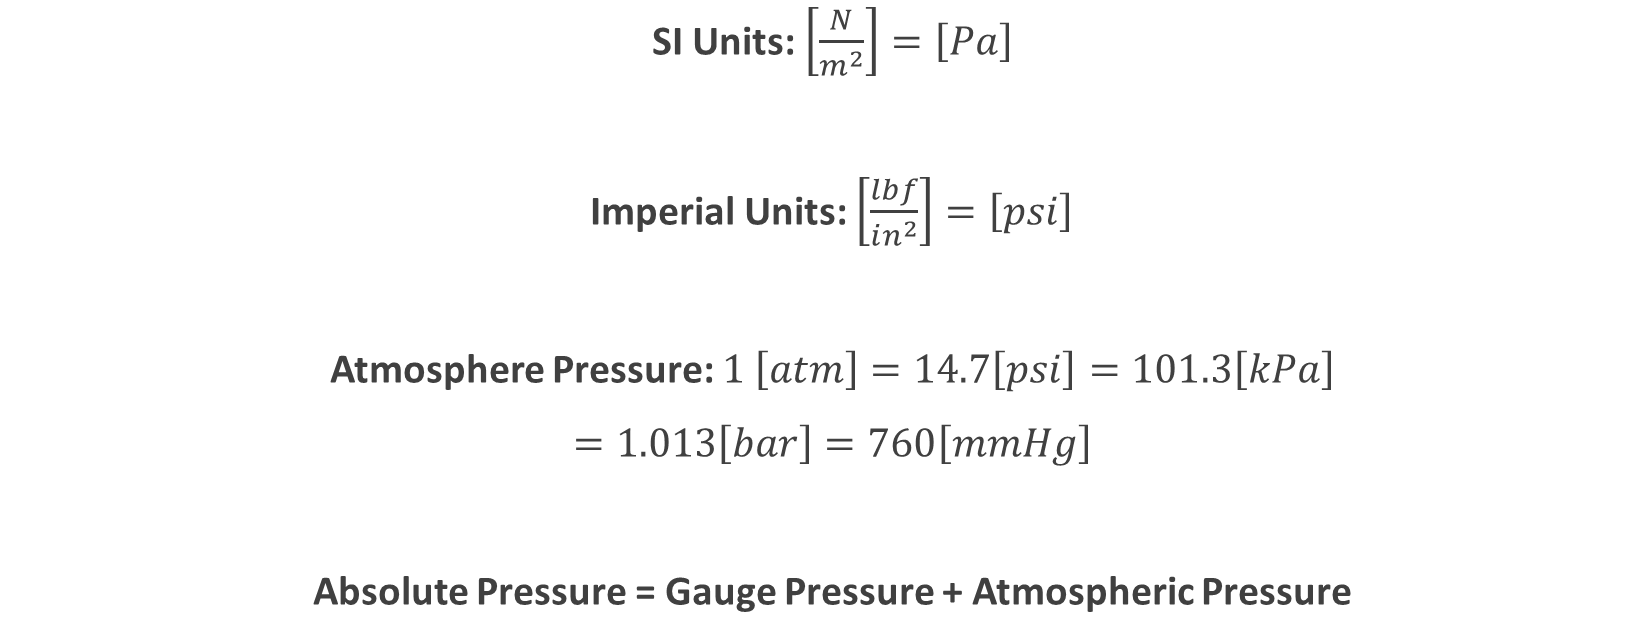 SI Units: [N/m²] = [Pa]
Imperial Units: [lbf/in²] = [psi]
Atmosphere Pressure: 1 [atm] = 14.7[psi] = 101.3[kPa]
= 1.013[bar] = 760[mmHg]
Absolute Pressure = Gauge Pressure + Atmospheric Pressure